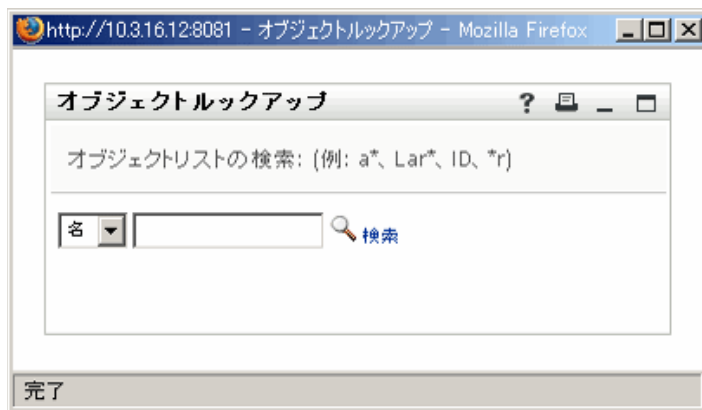 http://10.3.16.12:8081 - オブジェクトルックアップ - Mozilla Firefox
オブジェクトルックアップ ?
オブジェクトリストの検索: (例: a*、Lar*、ID、*r)
名 検索
完了